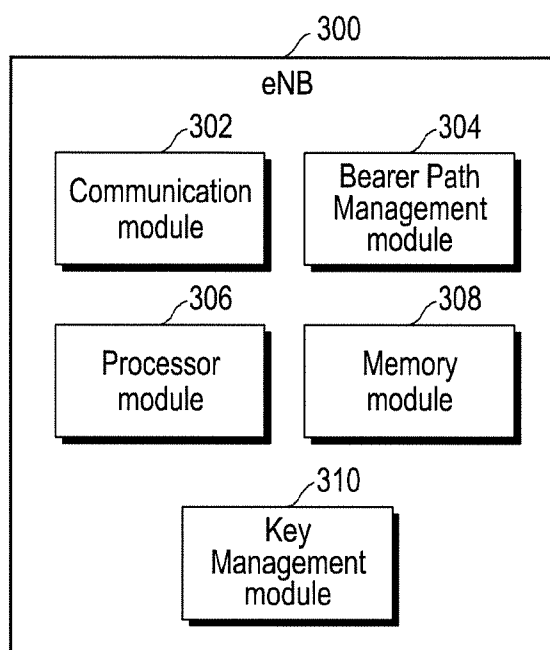 300
eNB
302
Communication
module
304
Bearer Path
Management
module
306
Processor
module
308
Memory
module
310
Key
Management
module